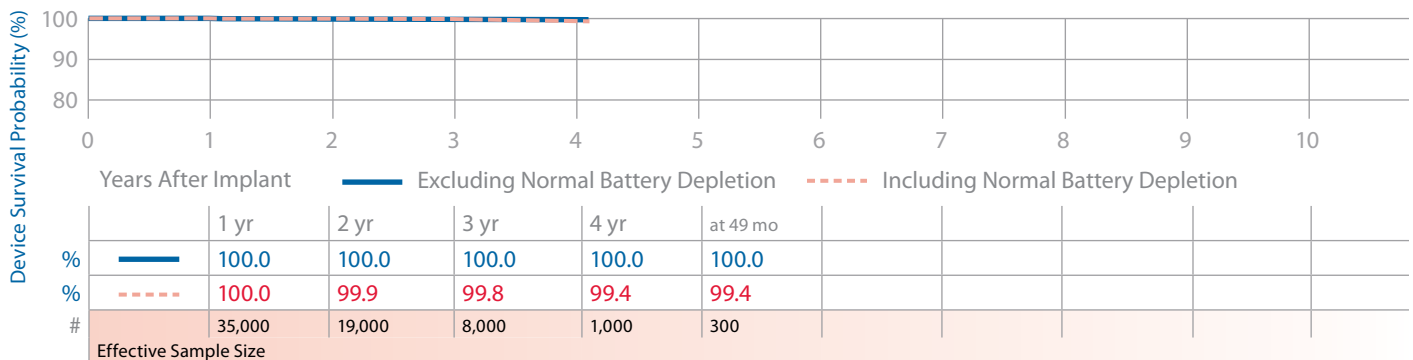 Device Survival Probability (%)
100
90
80
0 1 2 3 4 5 6 7 8 9 10
Years After Implant Excluding Normal Battery Depletion Including Normal Battery Depletion
1 yr 2 yr 3 yr 4 yr at 49 mo
% 100.0 100.0 100.0 100.0 100.0
% 100.0 99.9 99.8 99.4 99.4
# 35,000 19,000 8,000 1,000 300
Effective Sample Size